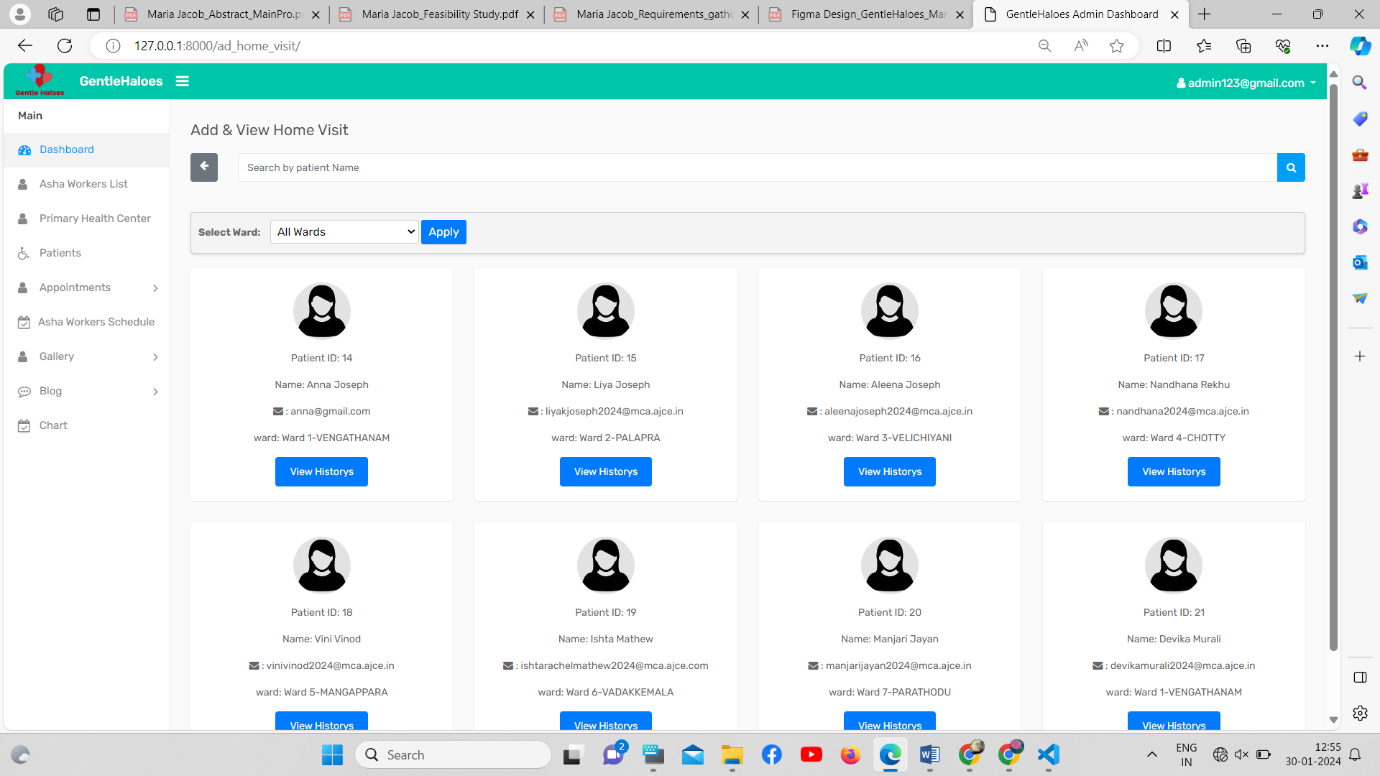 Maria Jacob_Abstract_MainPro.p
Maria Jacob_Feasibility Study.pdf
Maria Jacob_Requirements_gathe
Figma Design_GentleHaloes_Mar
GentleHaloes Admin Dashboard
127.0.0.1:8000/ad_home_visit/
Gentle Haloes
GentleHaloes
admin123@gmail.com
Main
Dashboard
Asha Workers List
Primary Health Center
Patients
Appointments
Asha Workers Schedule
Gallery
Blog
Chart
Add & View Home Visit
Search by patient Name
Select Ward: All Wards Apply
Patient ID: 14
Name: Anna Joseph
: anna@gmail.com
ward: Ward 1-VENGATHANAM
View Historys
Patient ID: 15
Name: Liya Joseph
: liyakjoseph2024@mca.ajce.in
ward: Ward 2-PALAPRA
View Historys
Patient ID: 16
Name: Aleena Joseph
: aleenajoseph2024@mca.ajce.in
ward: Ward 3-VELICHIYANI
View Historys
Patient ID: 17
Name: Nandhana Rekhu
: nandhana2024@mca.ajce.in
ward: Ward 4-CHOTTY
View Historys
Patient ID: 18
Name: Vini Vinod
: vinivinod2024@mca.ajce.in
ward: Ward 5-MANGAPPARA
View Historys
Patient ID: 19
Name: Ishta Mathew
: ishtarachelmathew2024@mca.ajce.com
ward: Ward 6-VADAKKEMALA
View Historys
Patient ID: 20
Name: Manjari Jayan
: manjarijayan2024@mca.ajce.in
ward: Ward 7-PARATHODU
View Historys
Patient ID: 21
Name: Devika Murali
: devikamurali2024@mca.ajce.in
ward: Ward 1-VENGATHANAM
View Historys
Search
2
ENG
IN
12:55
30-01-2024